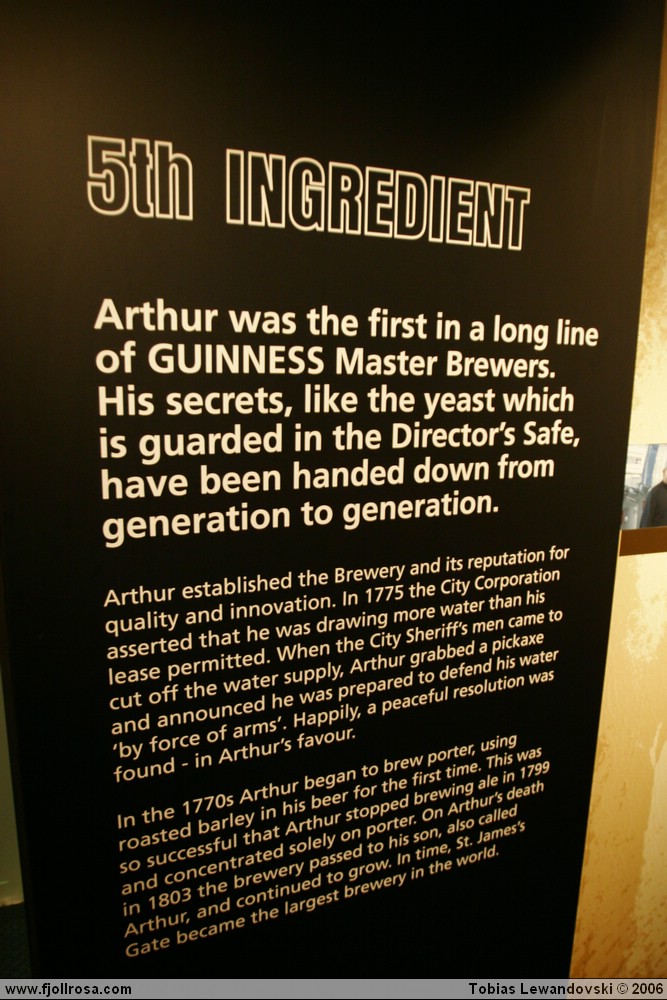 5th INGREDIENT
Arthur was the first in a long line
of GUINNESS Master Brewers.
His secrets, like the yeast which
is guarded in the Director's Safe,
have been handed down from
generation to generation.
Arthur established the Brewery and its reputation for
quality and innovation. In 1775 the City Corporation
asserted that he was drawing more water than his
lease permitted. When the City Sheriff's men came to
cut off the water supply, Arthur grabbed a pickaxe
and announced he was prepared to defend his water
'by force of arms'. Happily, a peaceful resolution was
found - in Arthur's favour.
In the 1770s Arthur began to brew porter, using
roasted barley in his beer for the first time. This was
so successful that Arthur stopped brewing ale in 1799
and concentrated solely on porter. On Arthur's death
in 1803 the brewery passed to his son, also called
Arthur, and continued to grow. In time, St. James's
Gate became the largest brewery in the world.
www.fjollrosa.com
Tobias Lewandovski © 2006